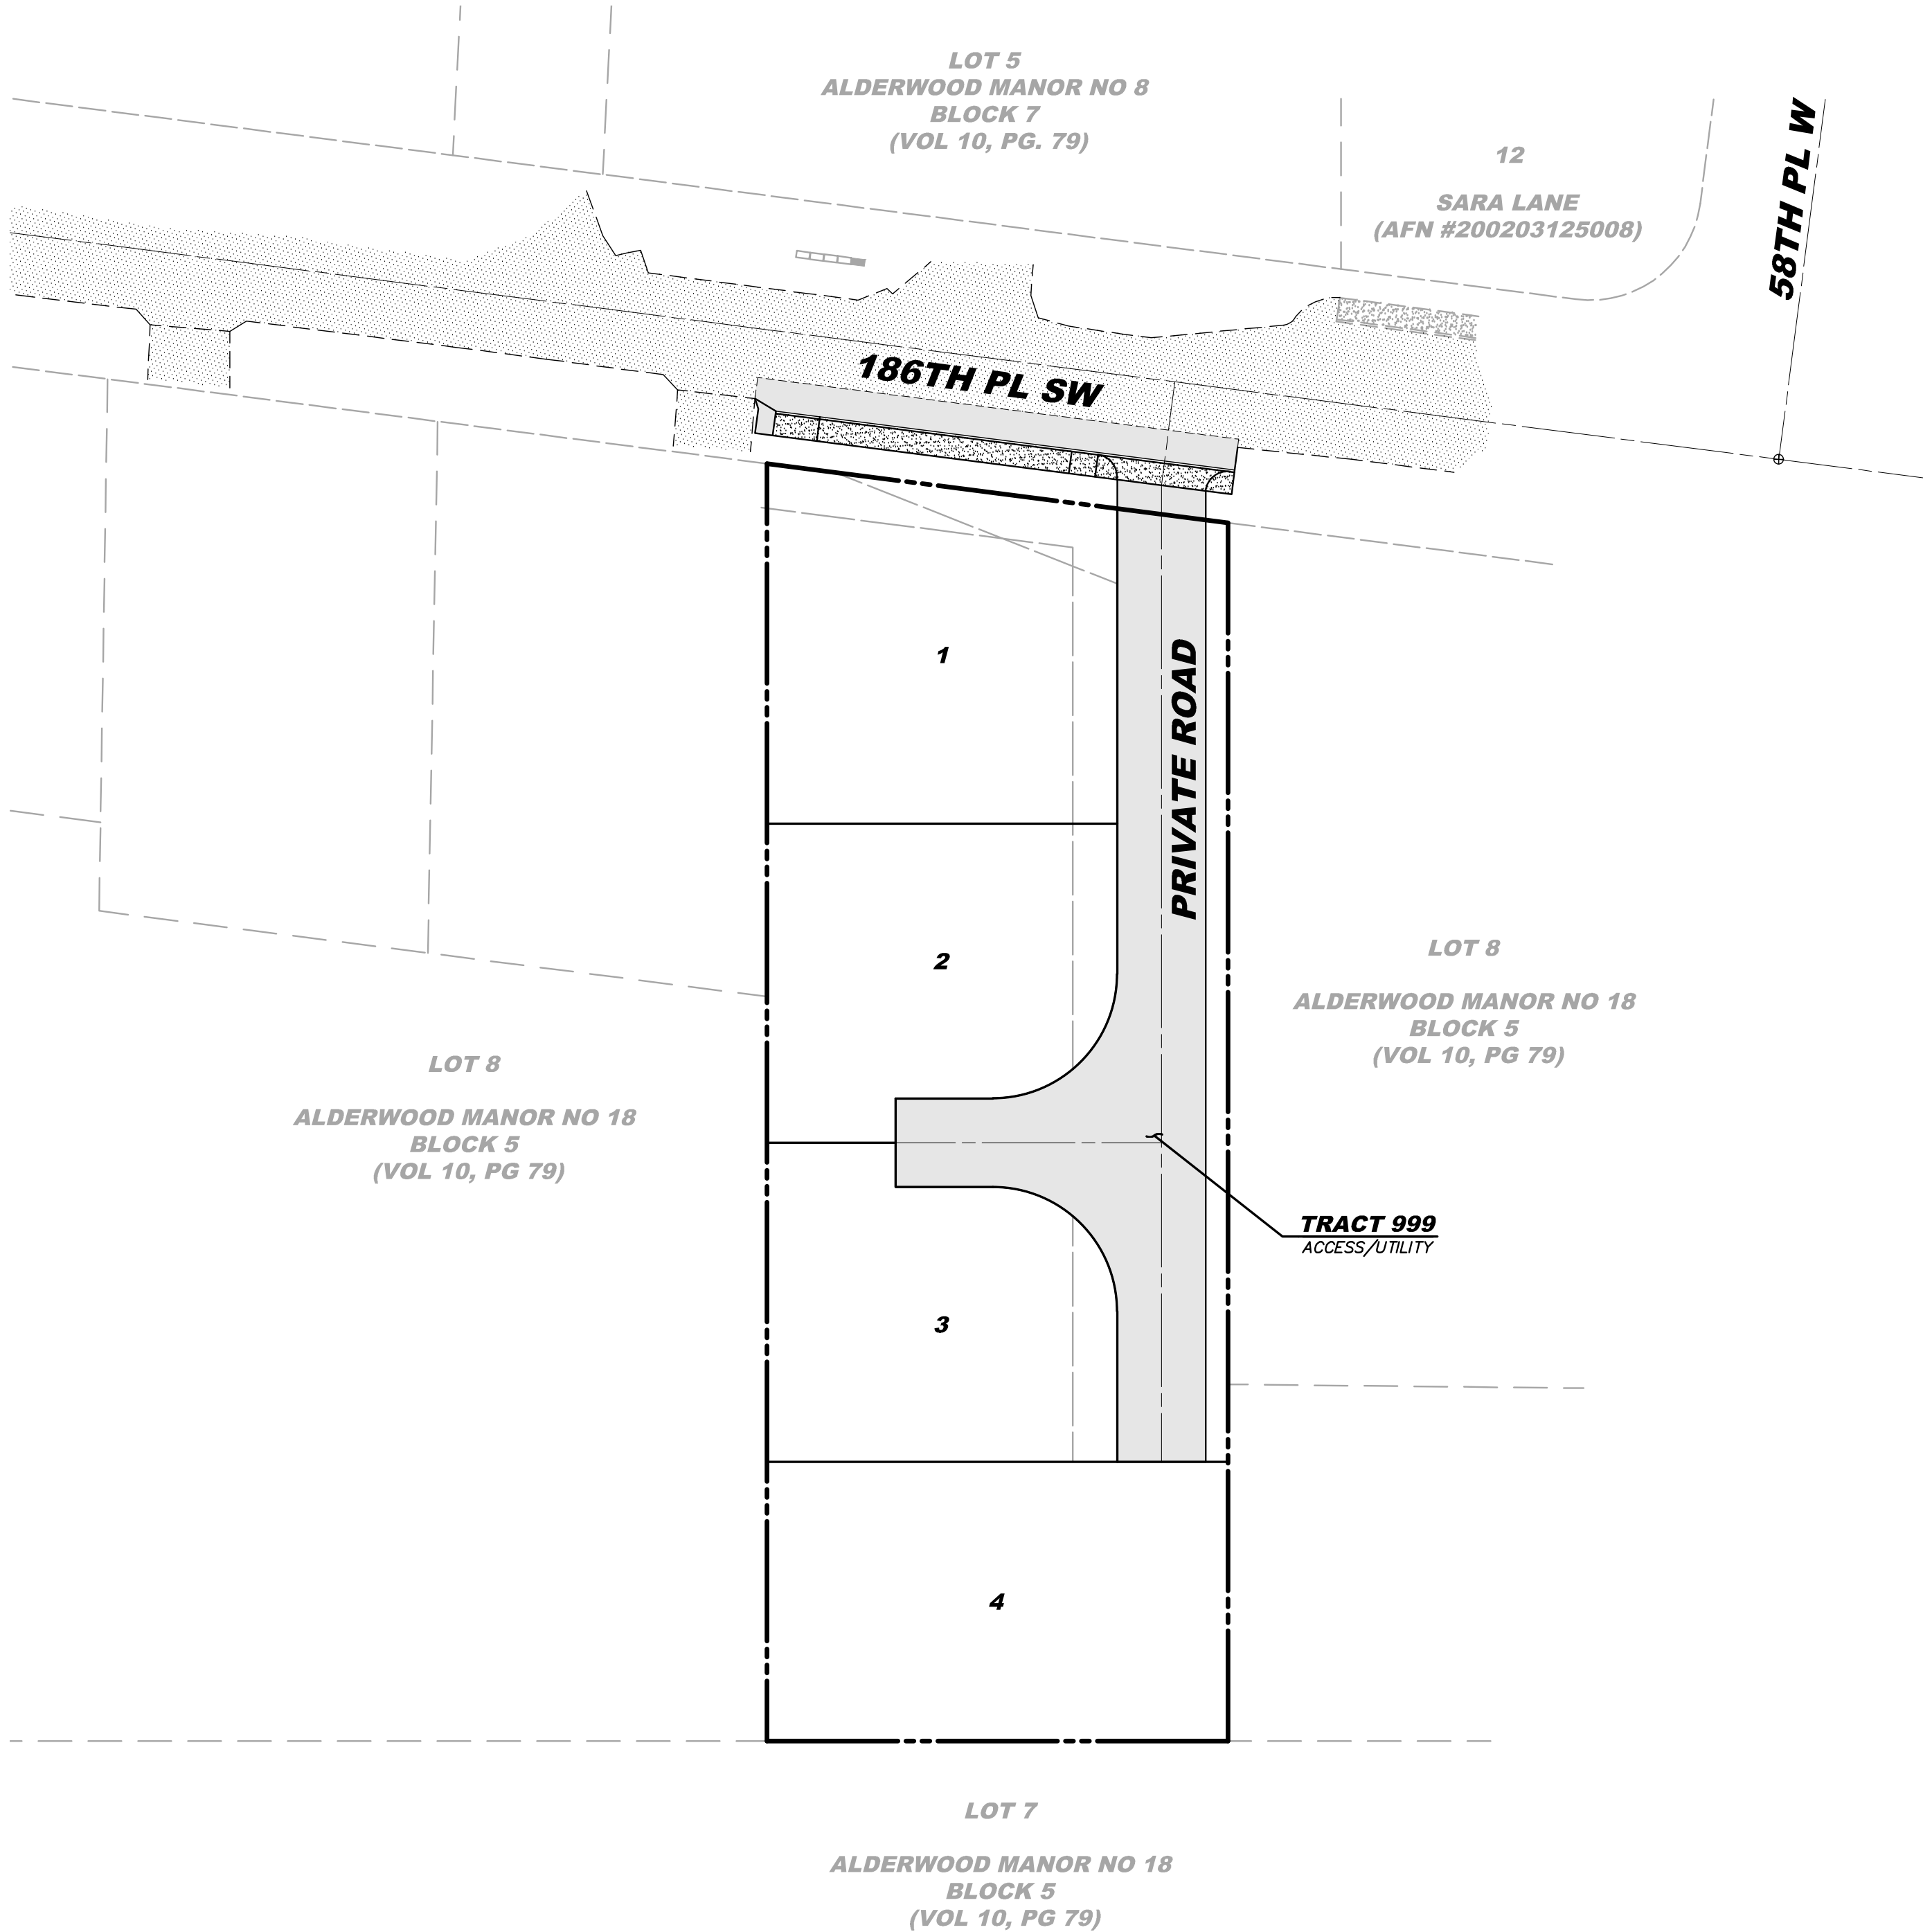 LOT 5
ALDERWOOD MANOR NO 8
BLOCK 7
(VOL 10, PG. 79)
12
SARA LANE
(AFN #200203125008)
58TH PL W
186TH PL SW
1
PRIVATE ROAD
2
LOT 8
ALDERWOOD MANOR NO 18
BLOCK 5
(VOL 10, PG 79)
LOT 8
ALDERWOOD MANOR NO 18
BLOCK 5
(VOL 10, PG 79)
TRACT 999
ACCESS/UTILITY
3
4
LOT 7
ALDERWOOD MANOR NO 18
BLOCK 5
(VOL 10, PG 79)